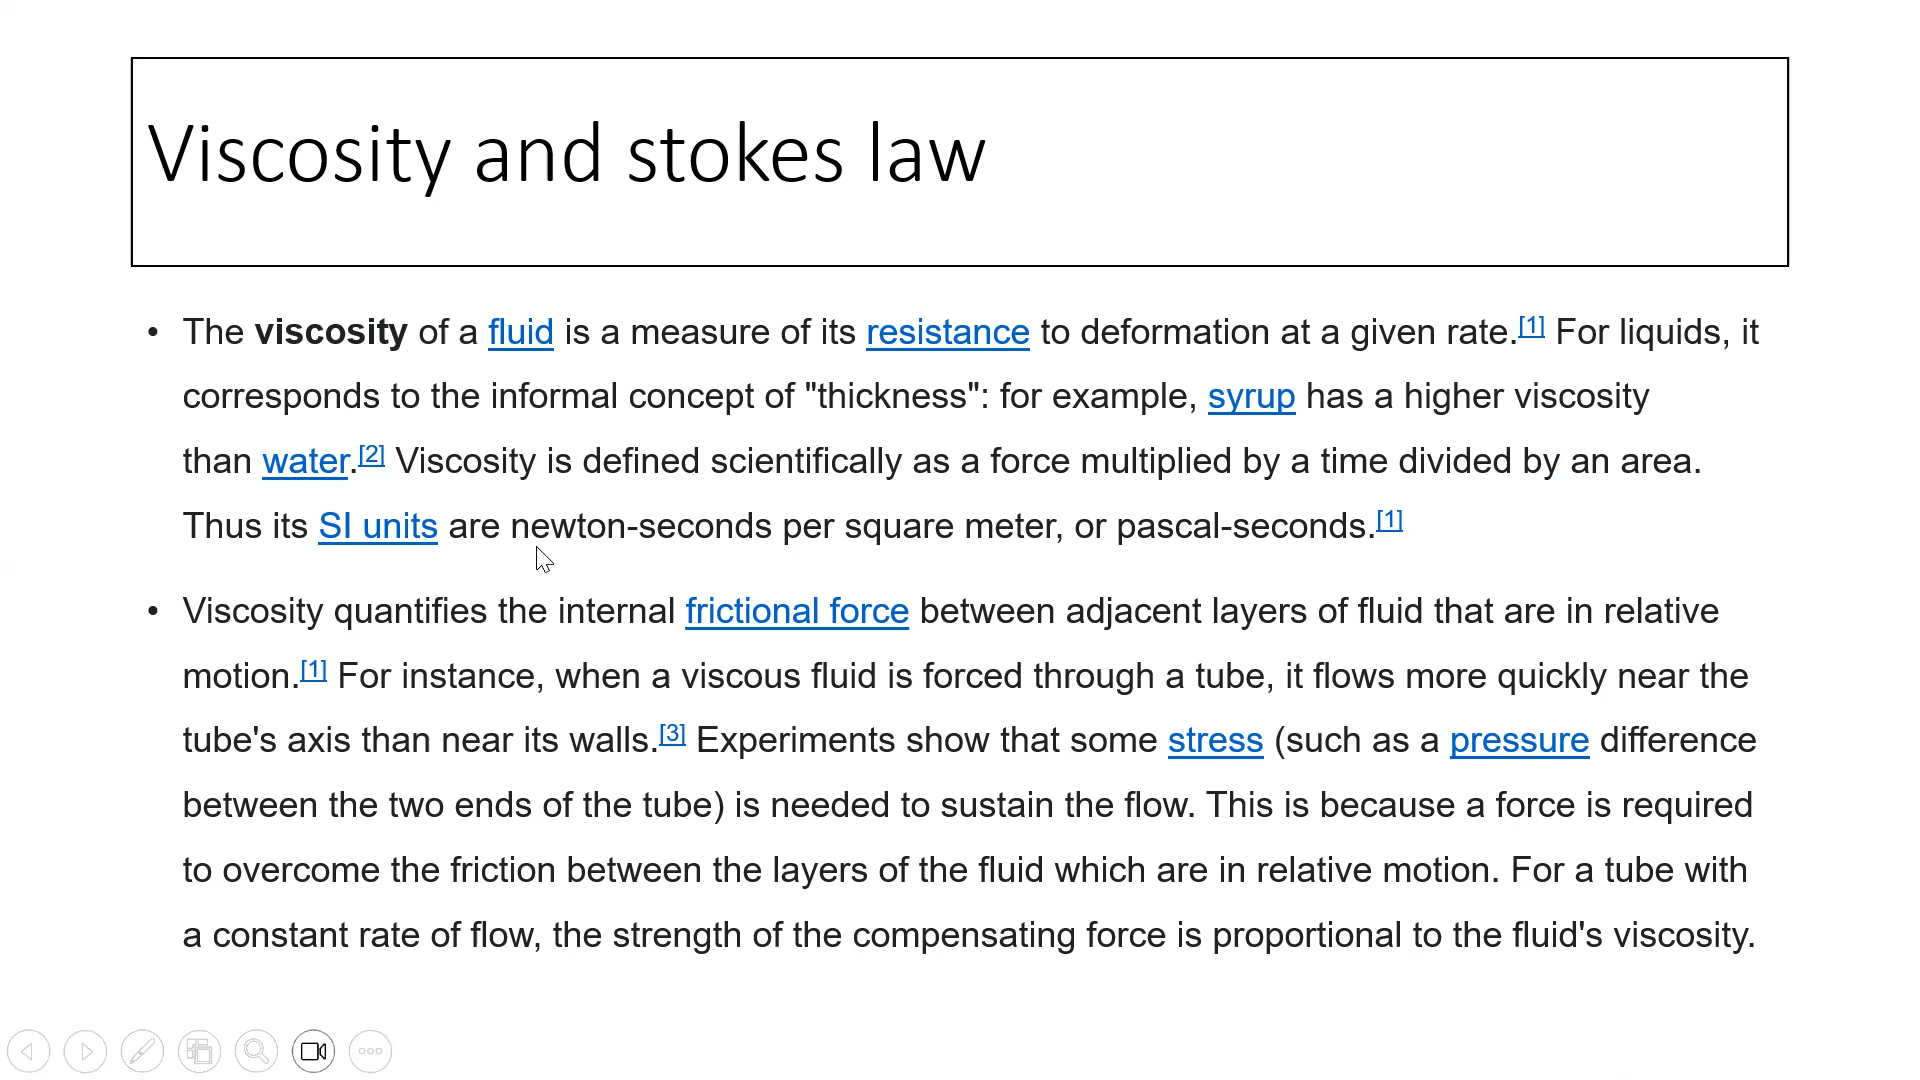 Viscosity and stokes law
• The viscosity of a fluid is a measure of its resistance to deformation at a given rate.[1] For liquids, it
corresponds to the informal concept of "thickness": for example, syrup has a higher viscosity
than water.[2] Viscosity is defined scientifically as a force multiplied by a time divided by an area.
Thus its SI units are newton-seconds per square meter, or pascal-seconds.[1]
• Viscosity quantifies the internal frictional force between adjacent layers of fluid that are in relative
motion.[1] For instance, when a viscous fluid is forced through a tube, it flows more quickly near the
tube's axis than near its walls.[3] Experiments show that some stress (such as a pressure difference
between the two ends of the tube) is needed to sustain the flow. This is because a force is required
to overcome the friction between the layers of the fluid which are in relative motion. For a tube with
a constant rate of flow, the strength of the compensating force is proportional to the fluid's viscosity.